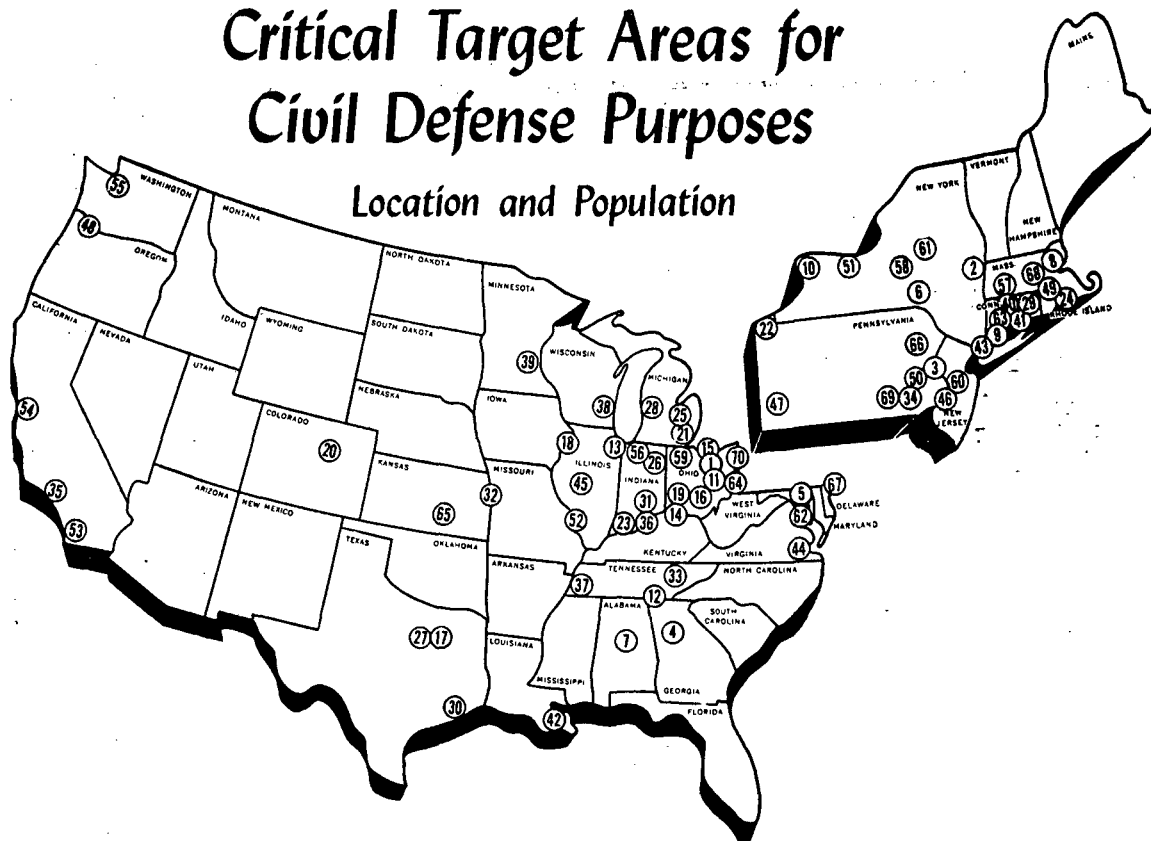 Critical Target Areas for
Civil Defense Purposes
Location and Population
MAINE
VERMONT
NEW YORK
NEW
HAMPSHIRE
55
WASHINGTON
MONTANA
48
OREGON
NORTH DAKOTA
MINNESOTA
61
10
51
58
2
MASS.
8
57
68
6
49
24
29
RHODE ISLAND
63
41
9
43
CALIFORNIA
NEVADA
IDAHO
WYOMING
SOUTH DAKOTA
WISCONSIN
39
22
PENNSYLVANIA
66
3
50
60
69
34
46
47
NEW
JERSEY
UTAH
NEBRASKA
IOWA
MICHIGAN
38
28
25
21
54
COLORADO
20
KANSAS
MISSOURI
18
13
56
26
59
15
70
ILLINOIS
OHIO
1
11
64
45
INDIANA
35
ARIZONA
NEW MEXICO
32
65
31
19
16
5
67
WEST
VIRGINIA
DELAWARE
62
MARYLAND
53
52
23
36
14
TEXAS
OKLAHOMA
KENTUCKY
VIRGINIA
44
ARKANSAS
TENNESSEE
33
NORTH CAROLINA
37
12
ALABAMA
SOUTH
CAROLINA
27
17
LOUISIANA
7
4
MISSISSIPPI
GEORGIA
30
42
FLORIDA